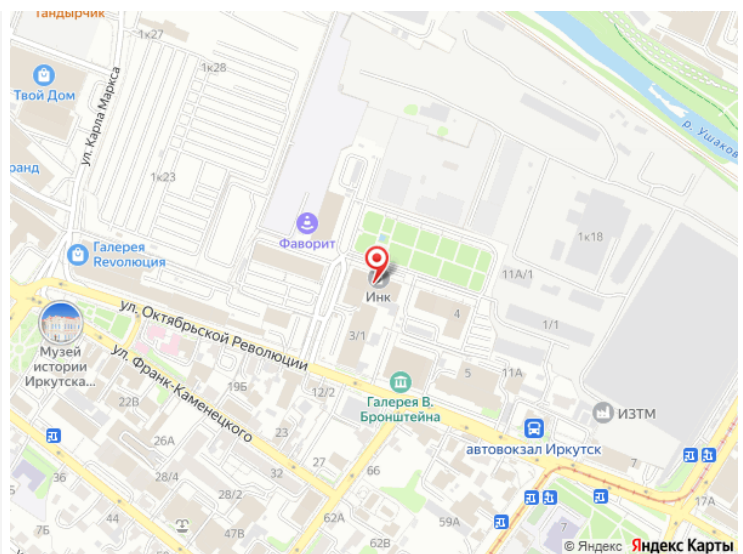 Тандырчик
1к27
1к28
Твой Дом
ул. Карла Маркса
р. Ушаков
ранд
1к23
1к18
Фаворит
Галерея
Revолюция
11А/1
Инк
ул. Октябрьской Революции
4
1/1
3/1
Музей
истории
Иркутска...
ул. Франк-Каменецкого
19Б
12/2
5
11А
Галерея В.
Бронштейна
ИЗТМ
22В
23
26А
автовокзал Иркутск
27
7
28/4
32
66
28/2
17А
7Б
36
47В
62В
62А
59А
7
© Яндекс Яндекс Карты